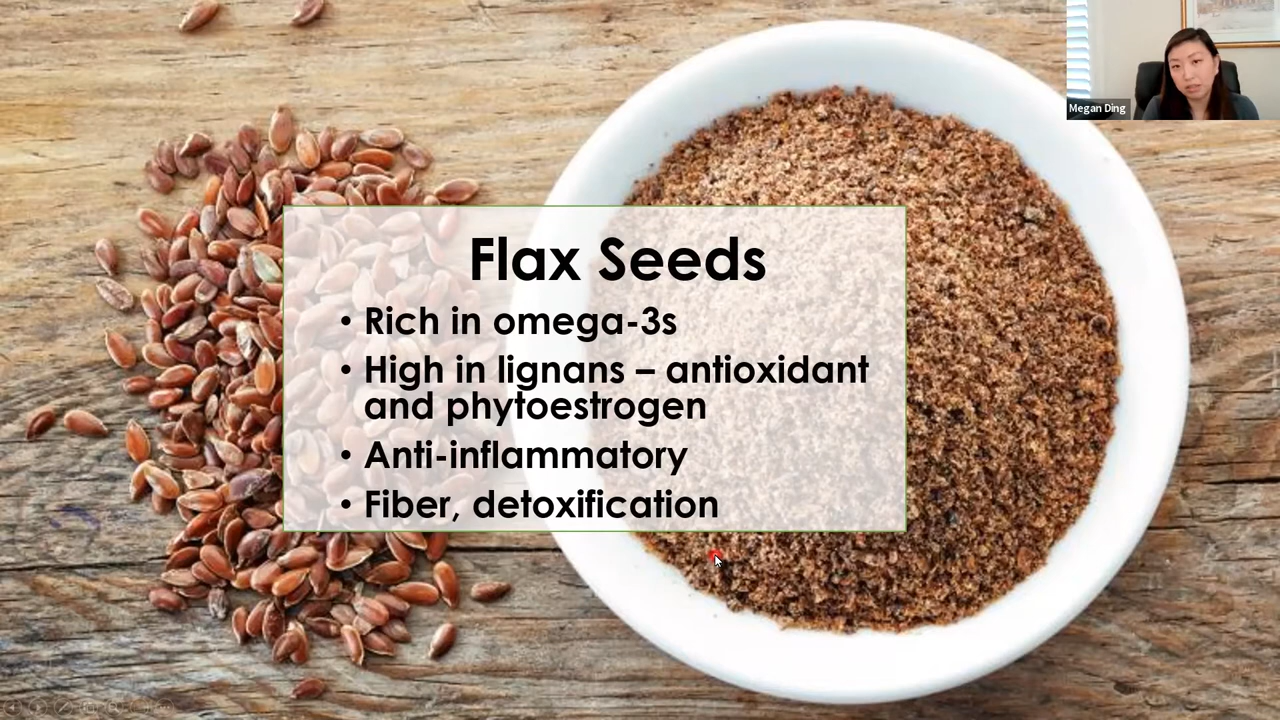 Megan Ding
Flax Seeds
• Rich in omega-3s
• High in lignans – antioxidant
and phytoestrogen
• Anti-inflammatory
• Fiber, detoxification